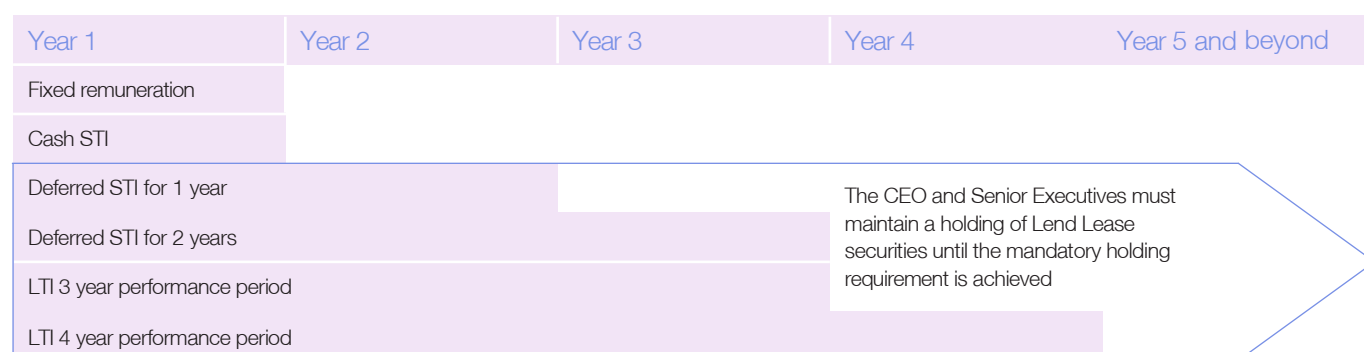 Year 1 Year 2 Year 3 Year 4 Year 5 and beyond
Fixed remuneration
Cash STI
Deferred STI for 1 year
Deferred STI for 2 years
LTI 3 year performance period
LTI 4 year performance period
The CEO and Senior Executives must
maintain a holding of Lend Lease
securities until the mandatory holding
requirement is achieved